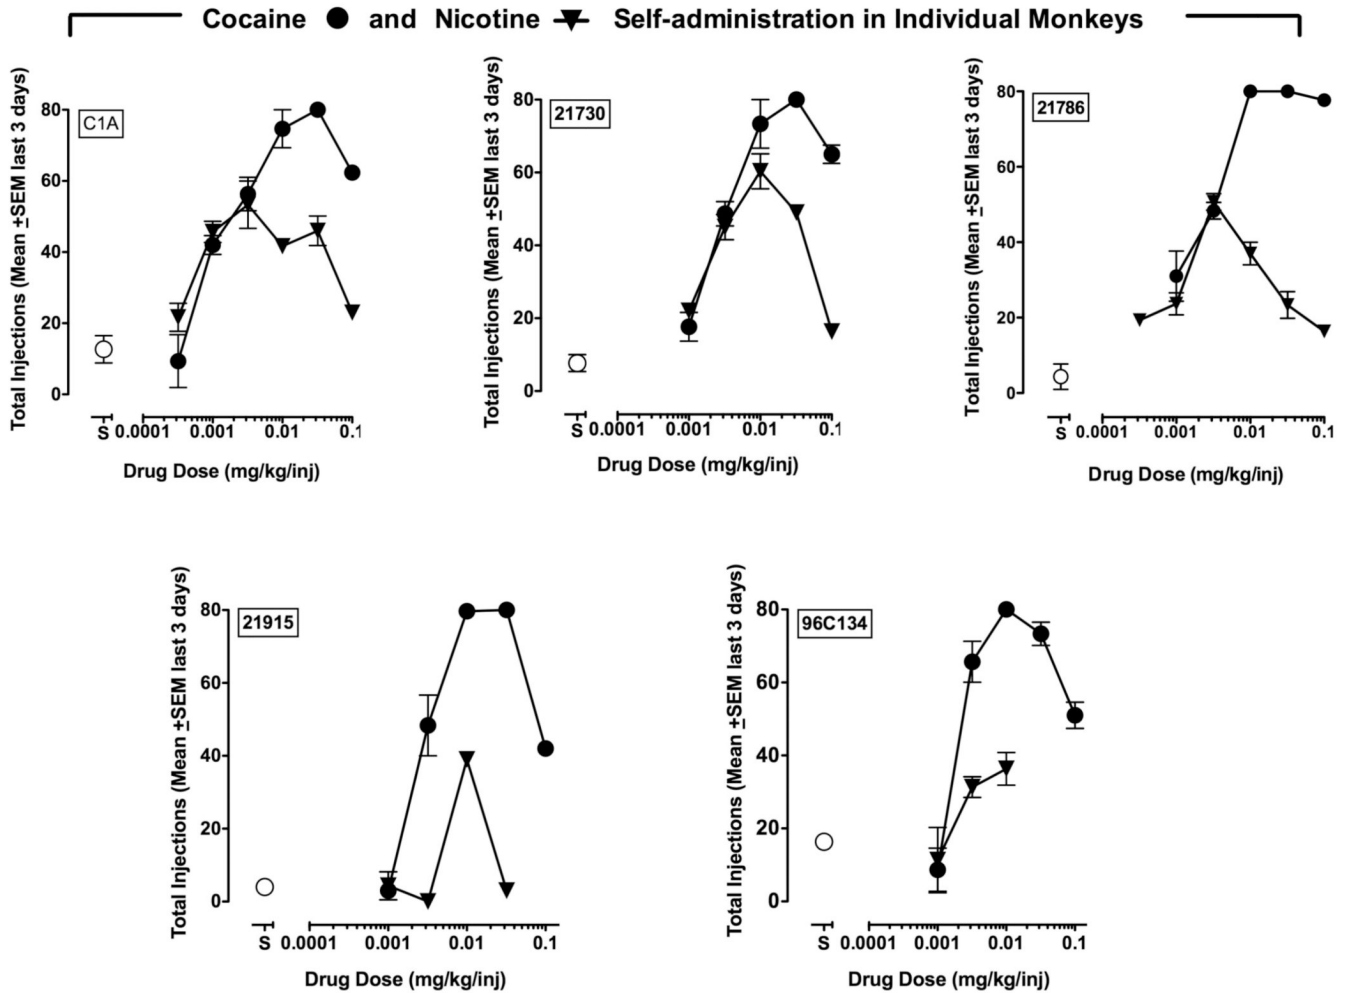 Cocaine ● and Nicotine ▼ Self-administration in Individual Monkeys
Total Injections (Mean ±SEM last 3 days)
C1A
80
60
40
20
0
S 0.0001 0.001 0.01 0.1
Drug Dose (mg/kg/inj)
Total Injections (Mean ±SEM last 3 days)
21730
80
60
40
20
0
S 0.0001 0.001 0.01 0.1
Drug Dose (mg/kg/inj)
Total Injections (Mean ±SEM last 3 days)
21786
80
60
40
20
0
S 0.0001 0.001 0.01 0.1
Drug Dose (mg/kg/inj)
Total Injections (Mean ±SEM last 3 days)
21915
80
60
40
20
0
S 0.0001 0.001 0.01 0.1
Drug Dose (mg/kg/inj)
Total Injections (Mean ±SEM last 3 days)
96C134
80
60
40
20
0
S 0.0001 0.001 0.01 0.1
Drug Dose (mg/kg/inj)